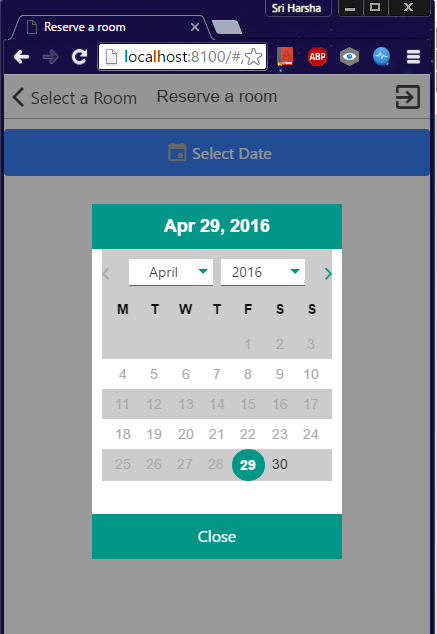 Sri Harsha
Reserve a room
localhost:8100/#
ABP
Select a Room Reserve a room
Select Date
Apr 29, 2016
April 2016
M T W T F S S
1 2 3
4 5 6 7 8 9 10
11 12 13 14 15 16 17
18 19 20 21 22 23 24
25 26 27 28 29 30
Close